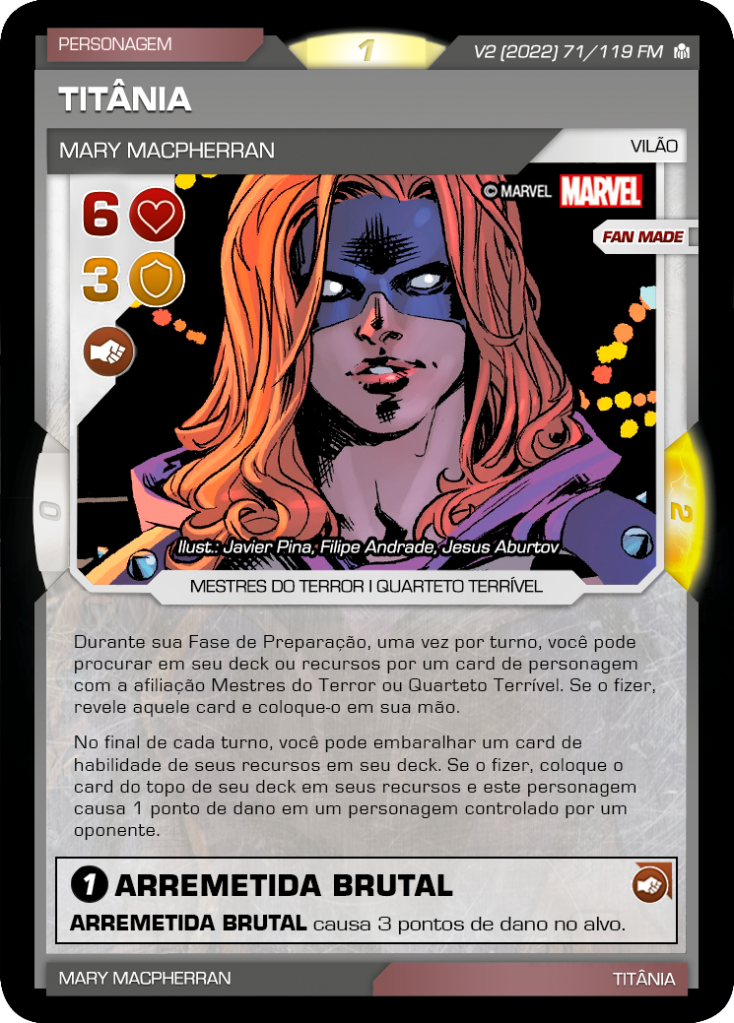 PERSONAGEM
1
V2 (2022) 71/119 FM
TITÂNIA
MARY MACPHERRAN
VILÃO
6
© MARVEL MARVEL
FAN MADE
3
0
2
Ilust.: Javier Pina, Filipe Andrade, Jesus Aburtov
MESTRES DO TERROR | QUARTETO TERRÍVEL
Durante sua Fase de Preparação, uma vez por turno, você pode
procurar em seu deck ou recursos por um card de personagem
com a afiliação Mestres do Terror ou Quarteto Terrível. Se o fizer,
revele aquele card e coloque-o em sua mão.
No final de cada turno, você pode embaralhar um card de
habilidade de seus recursos em seu deck. Se o fizer, coloque o
card do topo de seu deck em seus recursos e este personagem
causa 1 ponto de dano em um personagem controlado por um
oponente.
1 ARREMETIDA BRUTAL
ARREMETIDA BRUTAL causa 3 pontos de dano no alvo.
MARY MACPHERRAN
TITÂNIA